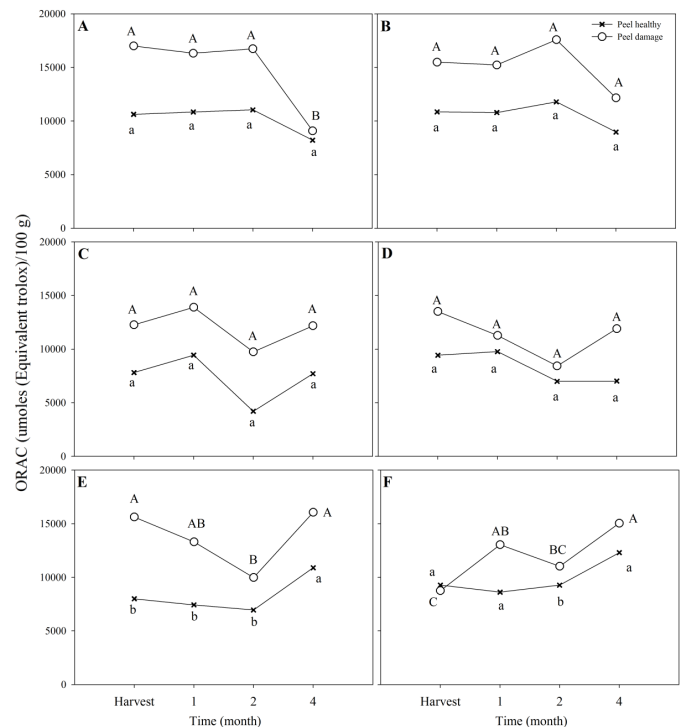 A
A
A
A
B
a
a
a
a
B
Peel healthy
Peel damage
A
A
A
A
a
a
a
a
20000
15000
10000
5000
0
C
A
A
A
A
a
a
a
a
D
A
A
A
A
a
a
a
a
20000
15000
10000
5000
0
ORAC (umoles (Equivalent trolox)/100 g)
E
A
AB
B
A
b
b
b
a
F
a
C
AB
a
BC
b
A
a
20000
15000
10000
5000
0
Harvest 1 2 4
Time (month)
Harvest 1 2 4
Time (month)